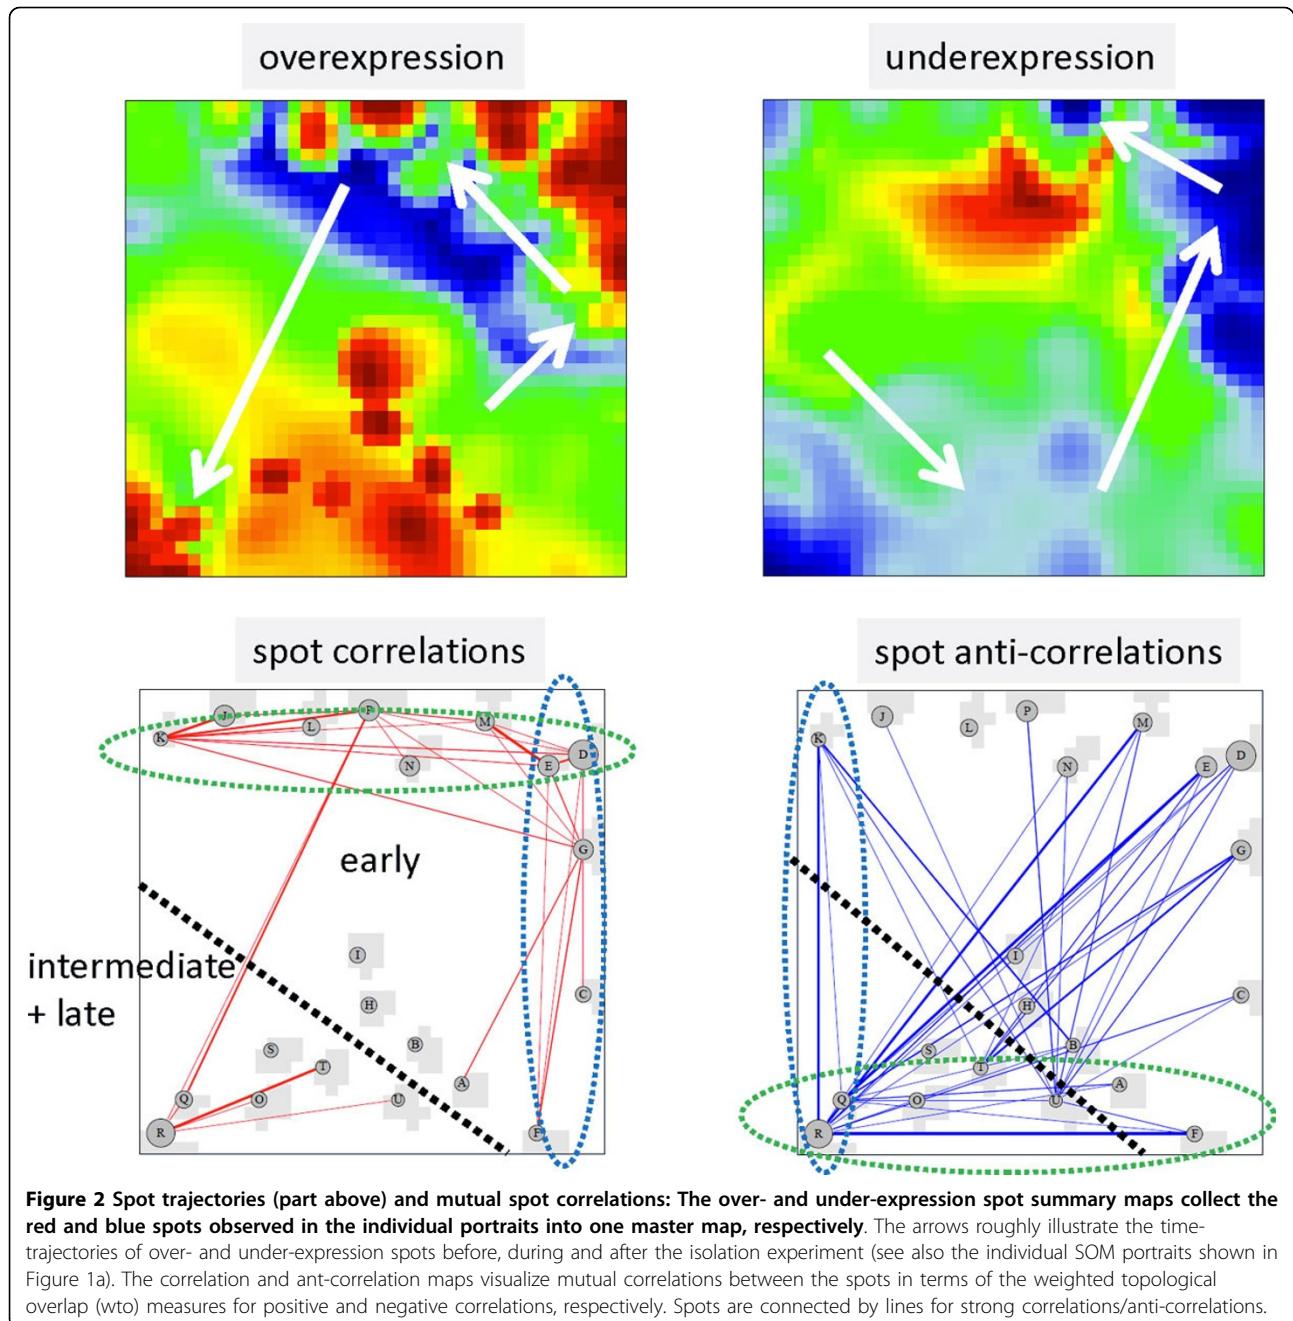 overexpression
underexpression
spot correlations
spot anti-correlations
J
P
L
M
K
D
N
E
early
G
intermediate
+ late
I
C
H
S
B
T
A
Q
O
U
R
F
J
P
L
M
K
D
N
E
G
I
C
H
S
B
T
A
Q
O
U
R
F
Figure 2 Spot trajectories (part above) and mutual spot correlations: The over- and under-expression spot summary maps collect the
red and blue spots observed in the individual portraits into one master map, respectively. The arrows roughly illustrate the time-
trajectories of over- and under-expression spots before, during and after the isolation experiment (see also the individual SOM portraits shown in
Figure 1a). The correlation and ant-correlation maps visualize mutual correlations between the spots in terms of the weighted topological
overlap (wto) measures for positive and negative correlations, respectively. Spots are connected by lines for strong correlations/anti-correlations.